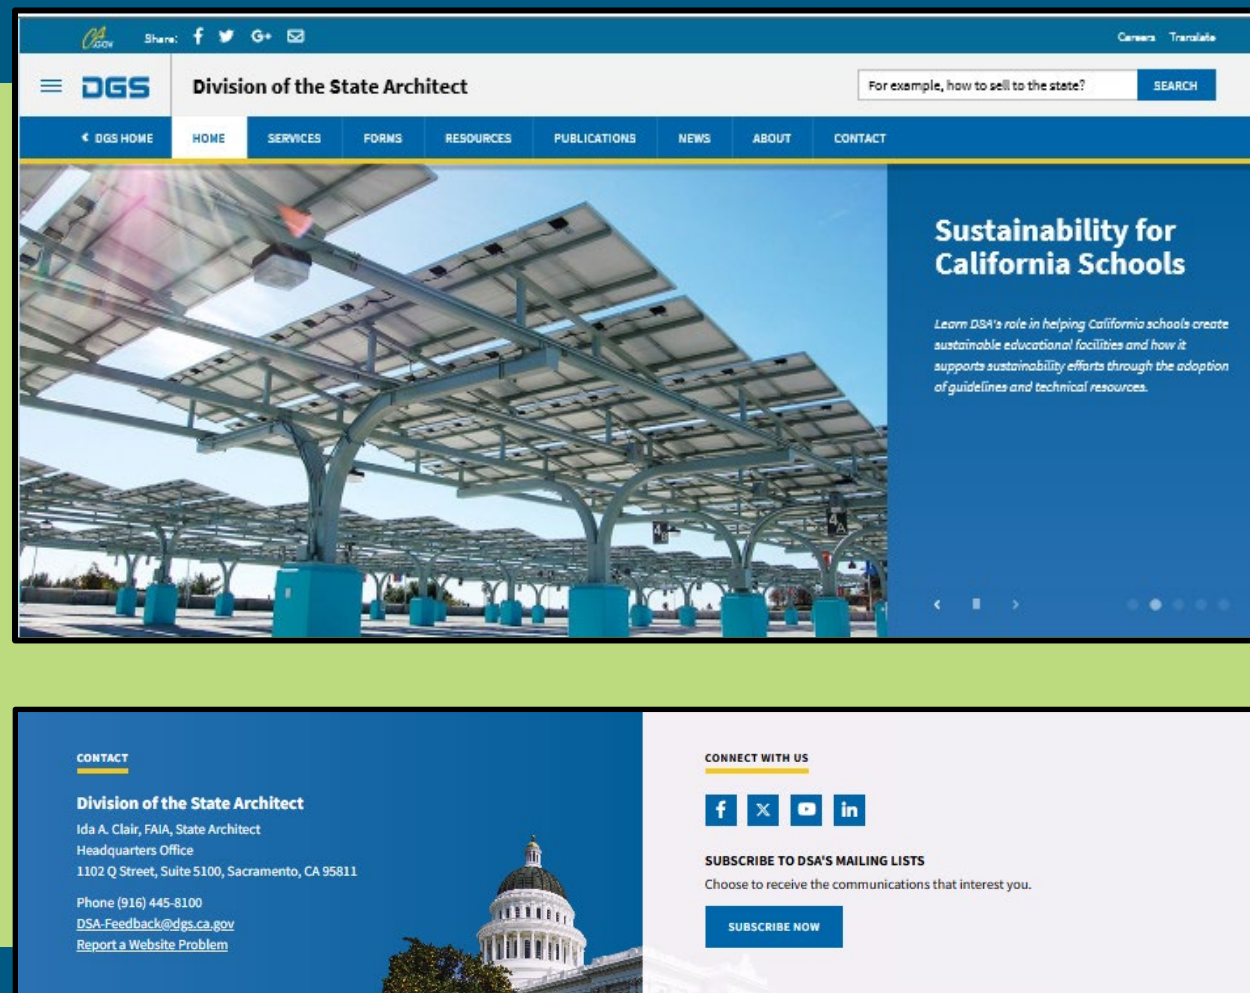 CA.GOV Share: G+ Careers Translate
DGS Division of the State Architect For example, how to sell to the state? SEARCH
DGS HOME HOME SERVICES FORMS RESOURCES PUBLICATIONS NEWS ABOUT CONTACT
Sustainability for
California Schools
Learn DSA's role in helping California schools create
sustainable educational facilities and how it
supports sustainability efforts through the adoption
of guidelines and technical resources.
4B
4A
CONTACT
Division of the State Architect
Ida A. Clair, FAIA, State Architect
Headquarters Office
1102 Q Street, Suite 5100, Sacramento, CA 95811
Phone (916) 445-8100
DSA-Feedback@dgs.ca.gov
Report a Website Problem
CONNECT WITH US
SUBSCRIBE TO DSA'S MAILING LISTS
Choose to receive the communications that interest you.
SUBSCRIBE NOW